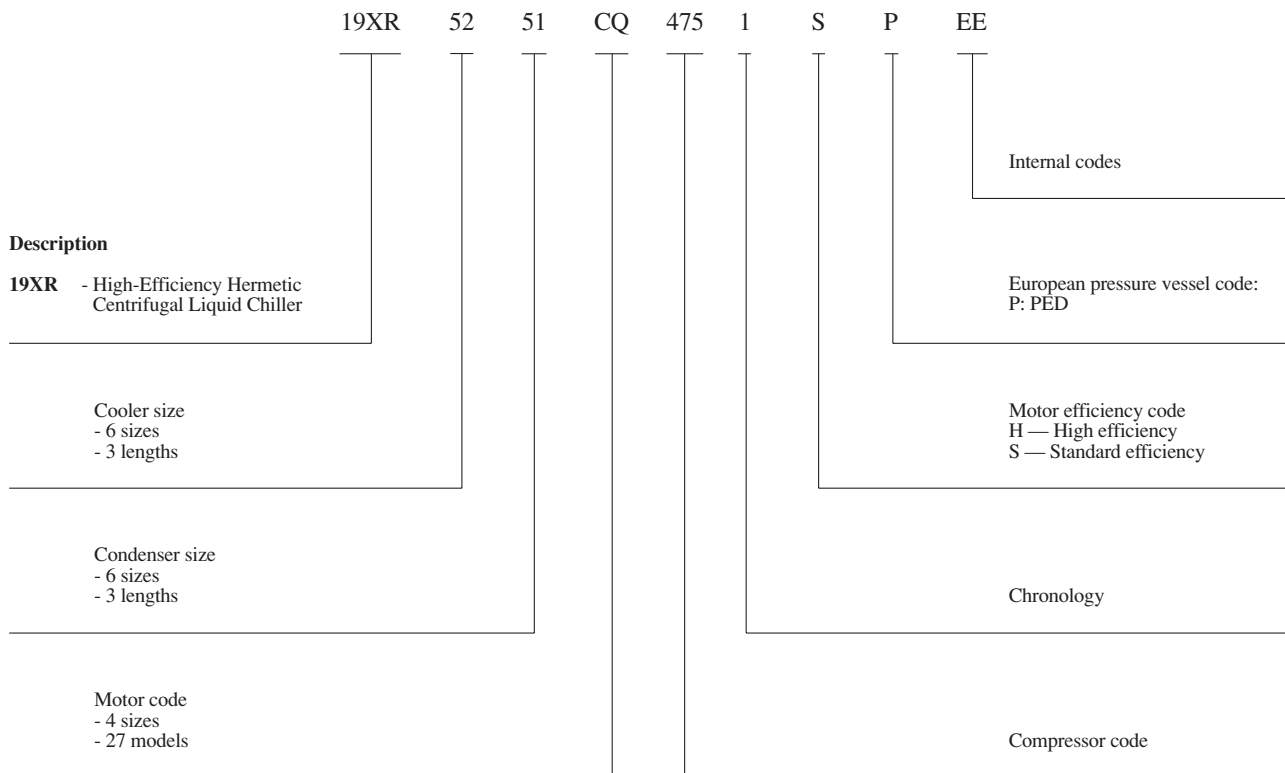 19XR 52 51 CQ 475 1 S P EE
Internal codes
Description
19XR - High-Efficiency Hermetic
Centrifugal Liquid Chiller
European pressure vessel code:
P: PED
Cooler size
- 6 sizes
- 3 lengths
Motor efficiency code
H — High efficiency
S — Standard efficiency
Condenser size
- 6 sizes
- 3 lengths
Chronology
Motor code
- 4 sizes
- 27 models
Compressor code